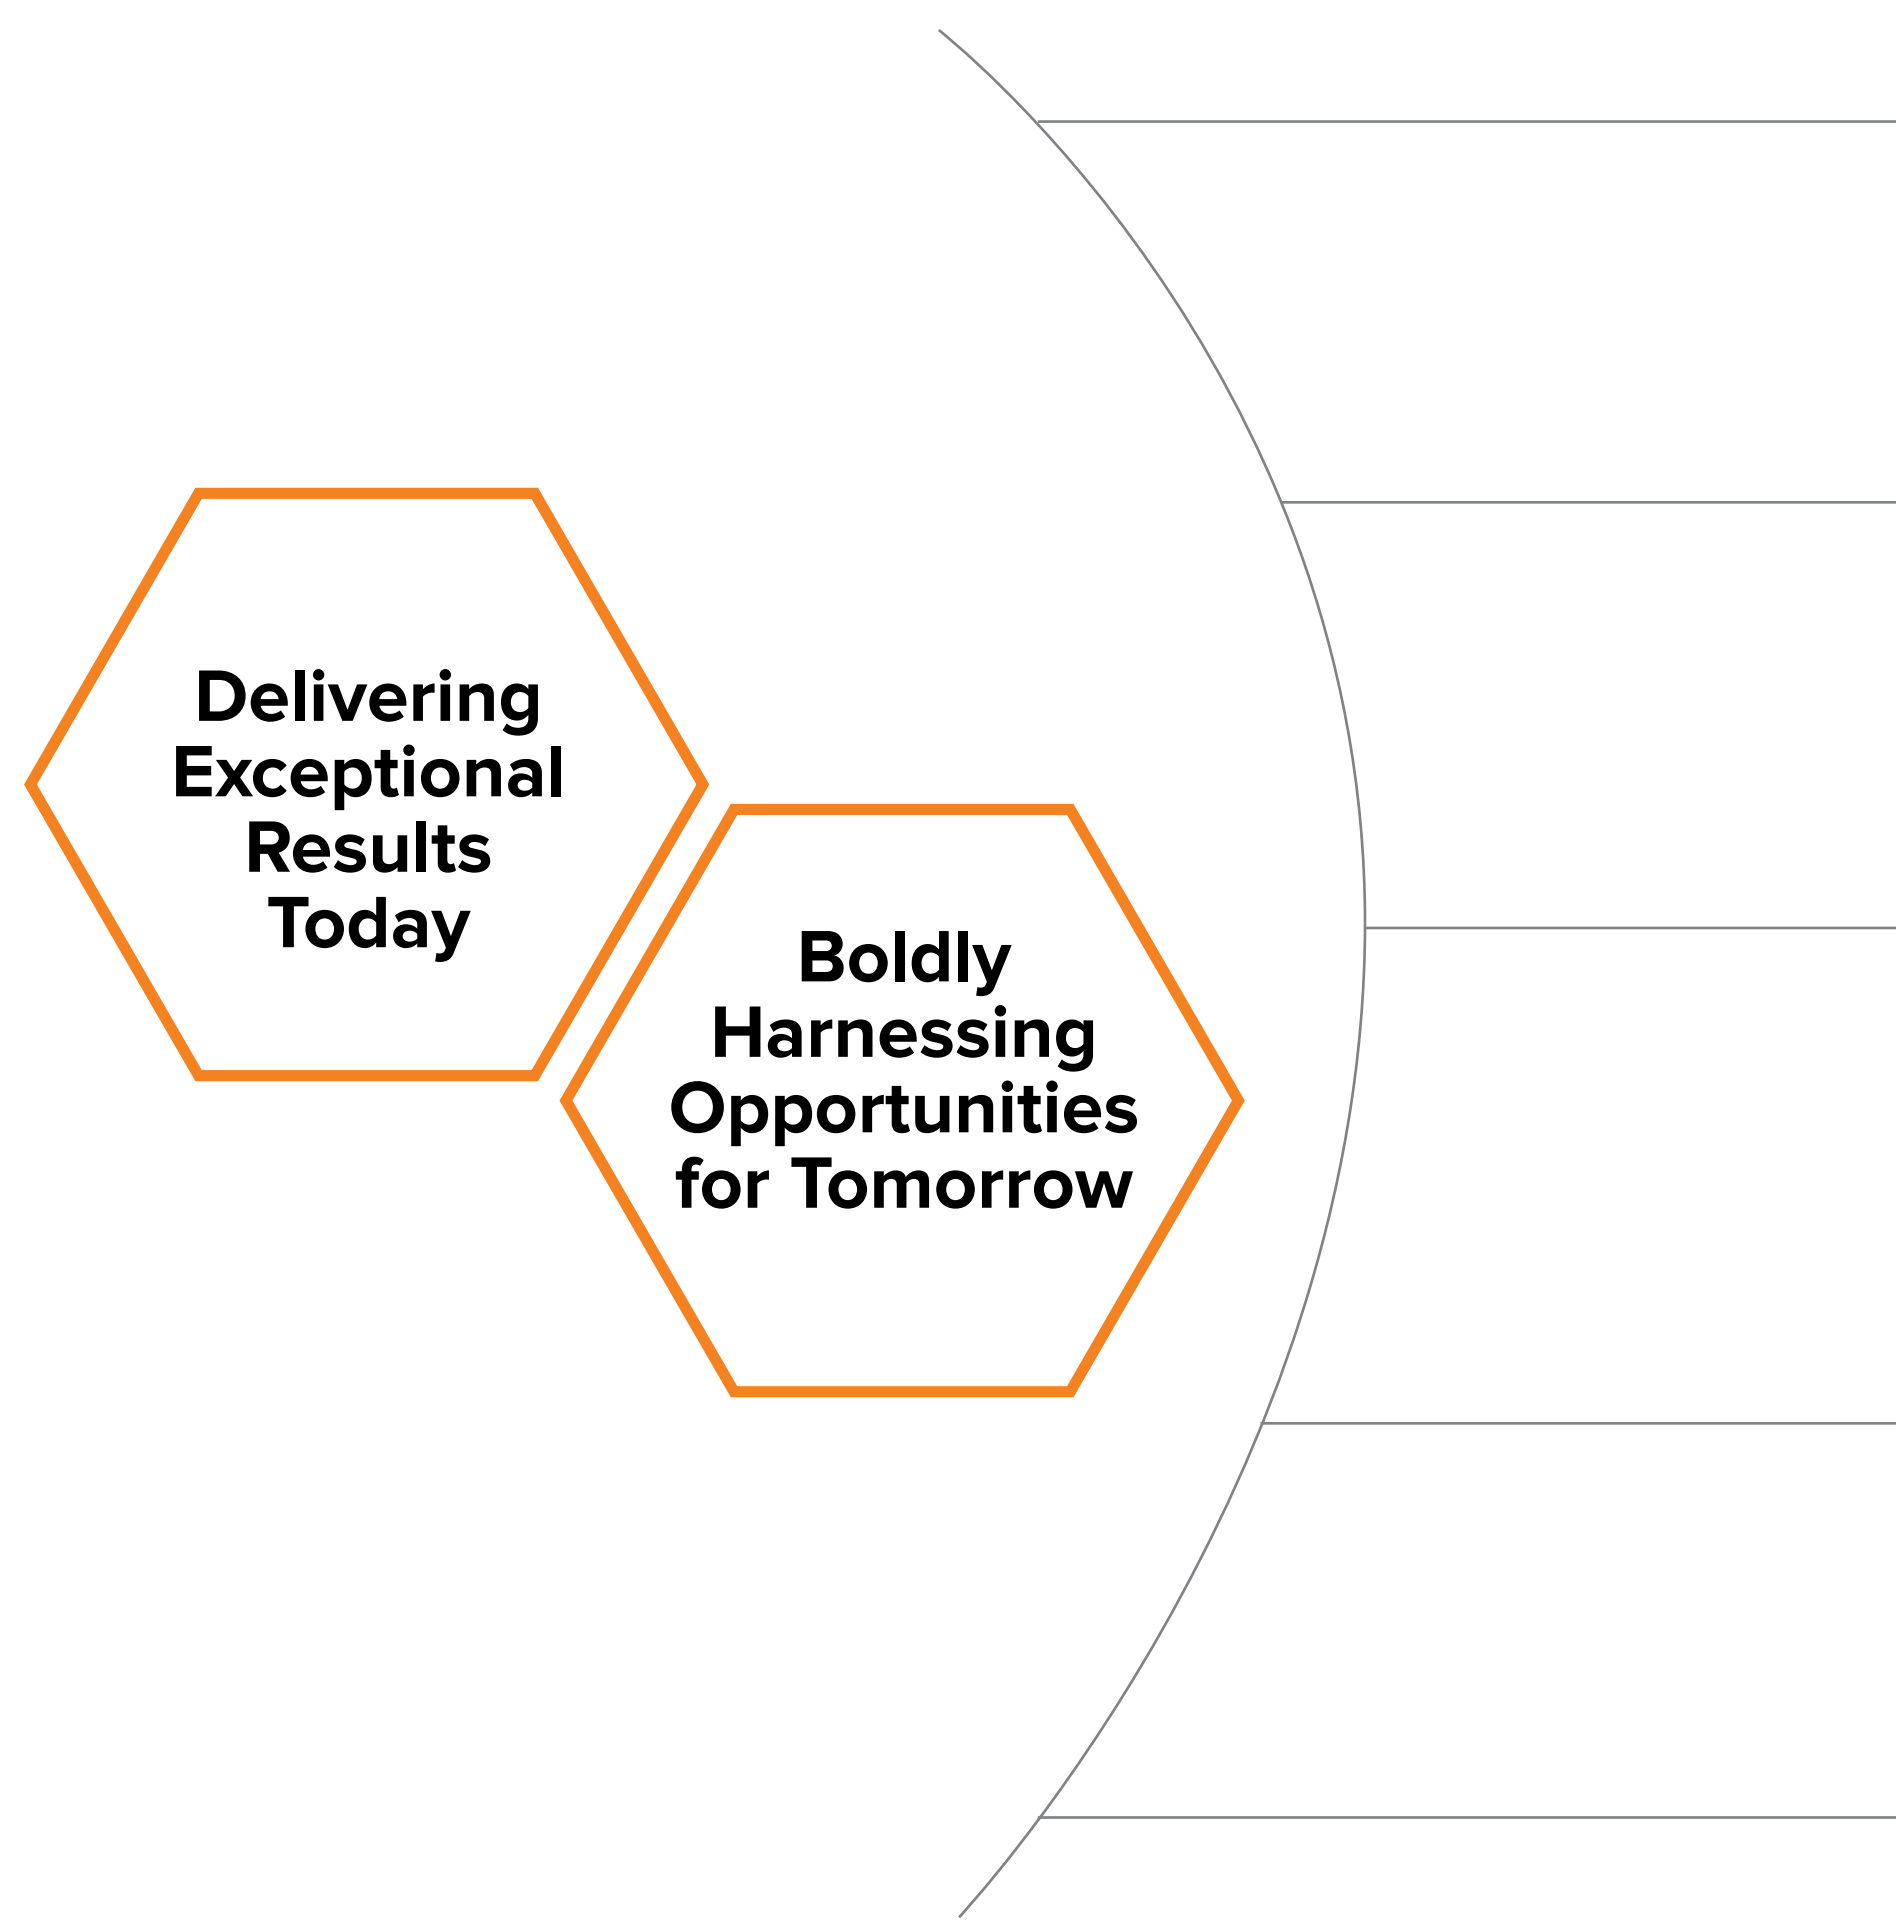 Delivering
Exceptional
Results
Today
Boldly
Harnessing
Opportunities
for Tomorrow